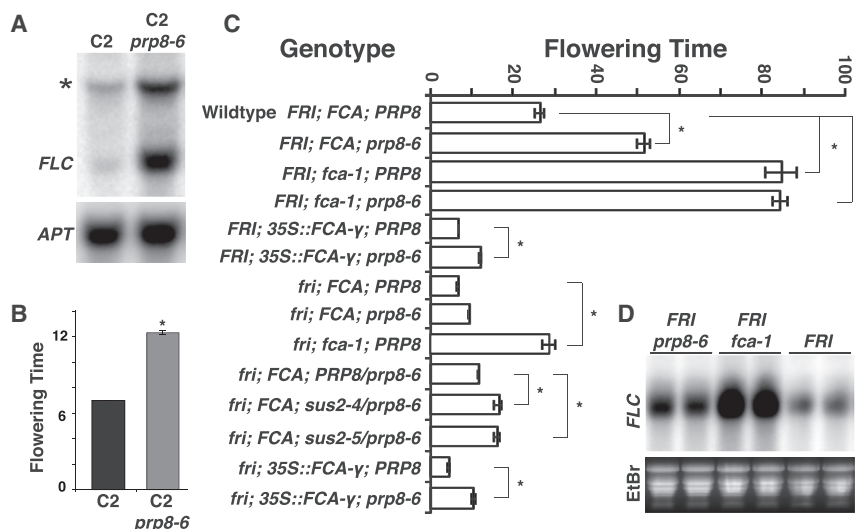 A
C2
C2
prp8-6
*
FLC
APT
B
Flowering Time
12
6
0
*
C2
C2
prp8-6
C
Genotype
Flowering Time
0
20
40
60
80
100
Wildtype FRI; FCA; PRP8
FRI; FCA; prp8-6
FRI; fca-1; PRP8
FRI; fca-1; prp8-6
FRI; 35S::FCA-γ; PRP8
FRI; 35S::FCA-γ; prp8-6
fri; FCA; PRP8
fri; FCA; prp8-6
fri; fca-1; PRP8
fri; FCA; PRP8/prp8-6
fri; FCA; sus2-4/prp8-6
fri; FCA; sus2-5/prp8-6
fri; 35S::FCA-γ; PRP8
fri; 35S::FCA-γ; prp8-6
*
*
*
*
*
*
*
*
D
FRI
prp8-6
FRI
fca-1
FRI
FLC
EtBr